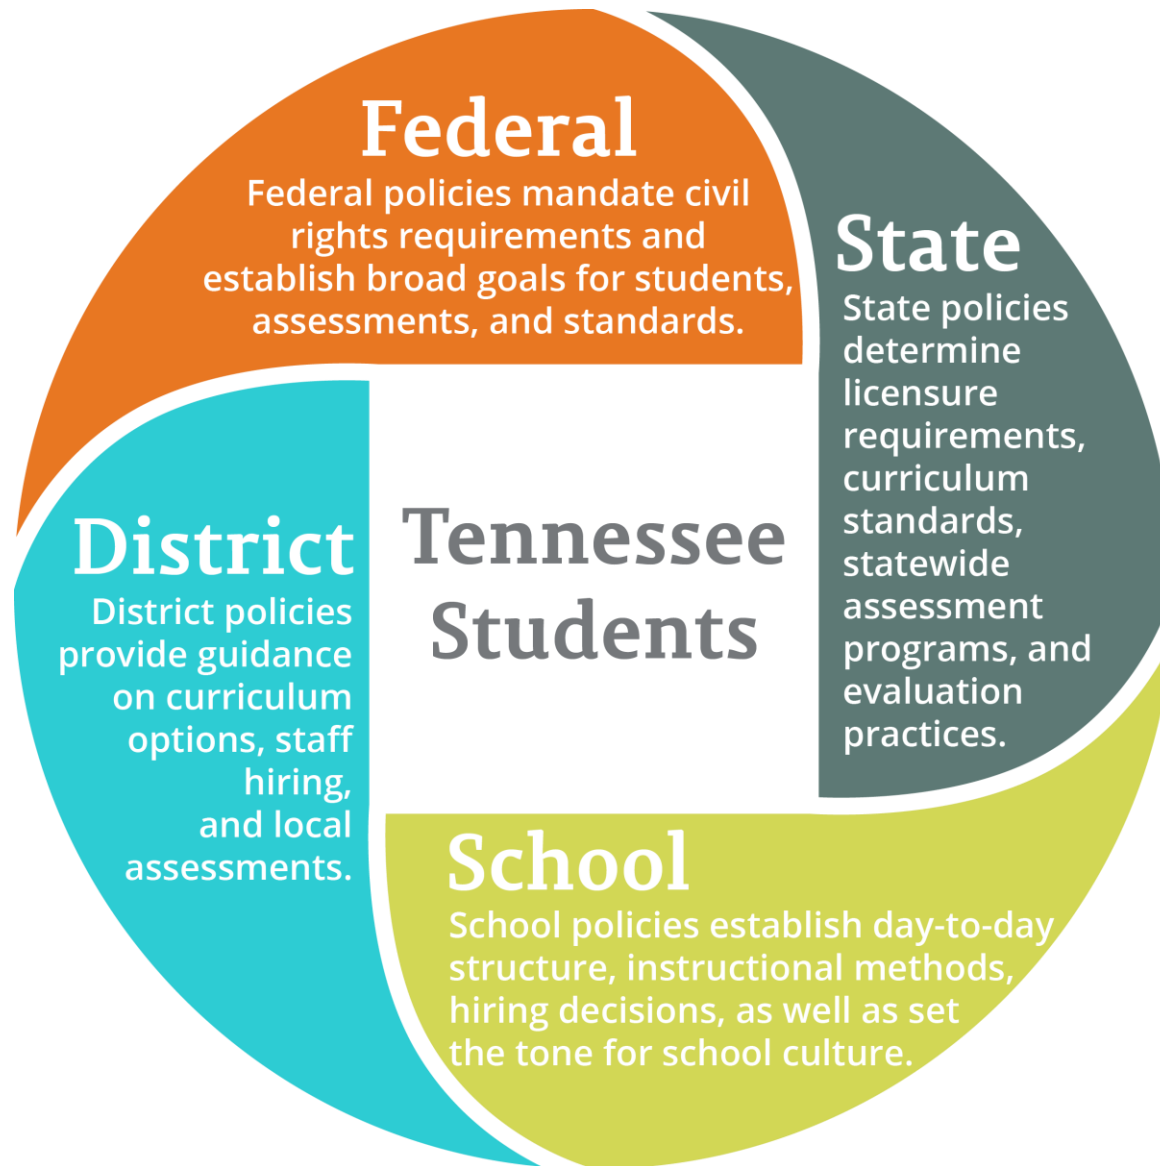 Federal
Federal policies mandate civil
rights requirements and
establish broad goals for students,
assessments, and standards.
State
State policies
determine
licensure
requirements,
curriculum
standards,
statewide
assessment
programs, and
evaluation
practices.
District
District policies
provide guidance
on curriculum
options, staff
hiring,
and local
assessments.
Tennessee
Students
School
School policies establish day-to-day
structure, instructional methods,
hiring decisions, as well as set
the tone for school culture.